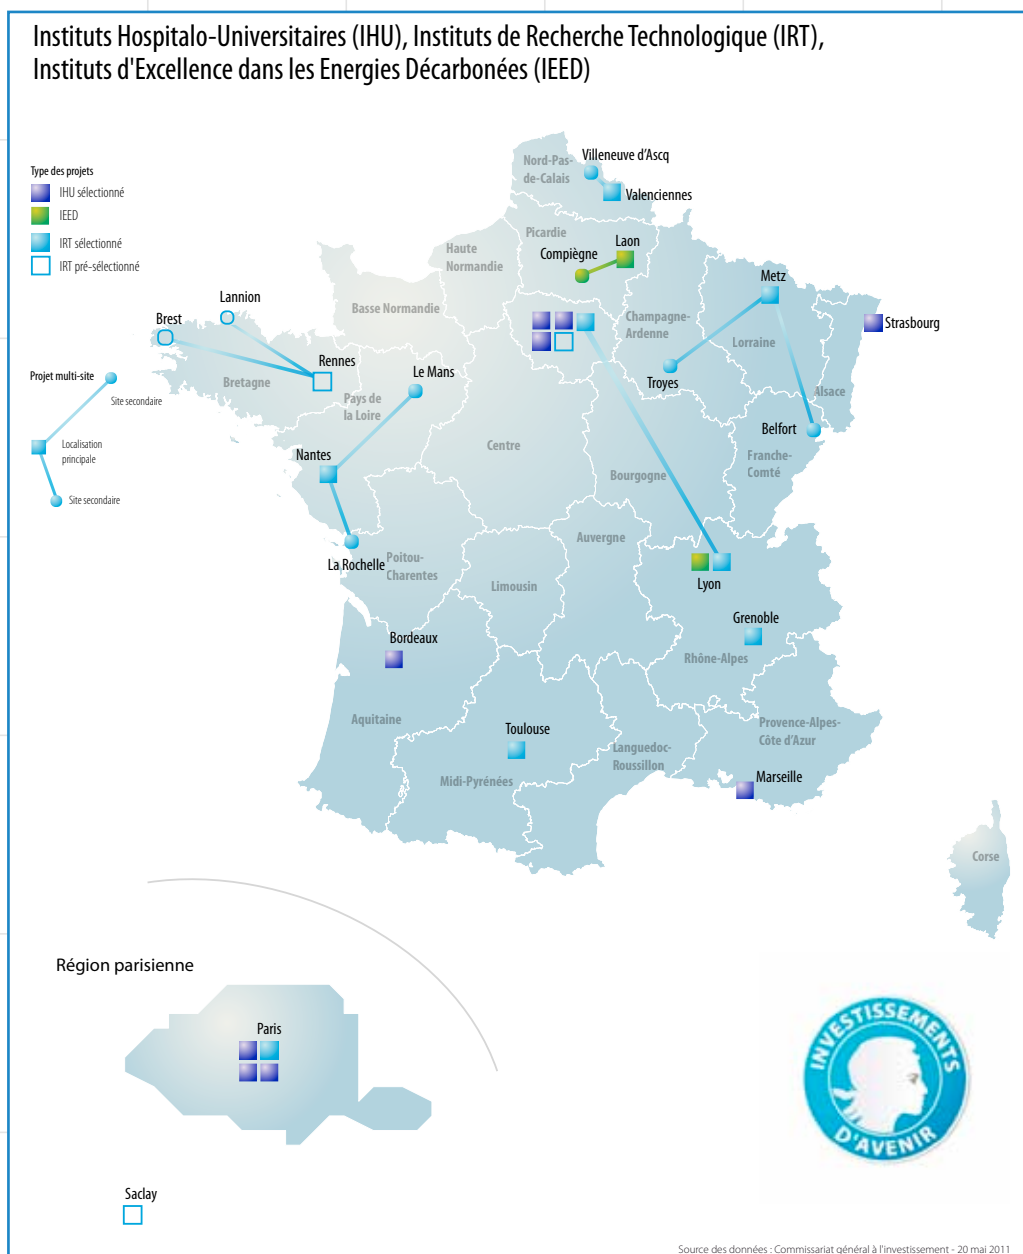 Instituts Hospitalo-Universitaires (IHU), Instituts de Recherche Technologique (IRT),
Instituts d'Excellence dans les Energies Décarbonées (IEED)
Type des projets
IHU sélectionné
IEED
IRT sélectionné
IRT pré-sélectionné
Projet multi-site
Site secondaire
Localisation
principale
Site secondaire
Nord-Pas-
de-Calais
Villeneuve d'Ascq
Valenciennes
Picardie
Compiègne
Laon
Haute
Normandie
Basse Normandie
Champagne-
Ardenne
Metz
Lorraine
Strasbourg
Alsace
Lannion
Brest
Rennes
Bretagne
Le Mans
Pays de
la Loire
Troyes
Belfort
Franche-
Comté
Centre
Nantes
Bourgogne
La Rochelle
Poitou-
Charentes
Auvergne
Limousin
Lyon
Grenoble
Rhône-Alpes
Bordeaux
Aquitaine
Toulouse
Midi-Pyrénées
Languedoc-
Roussillon
Provence-Alpes-
Côte d'Azur
Marseille
Corse
Région parisienne
Paris
Saclay
INVESTISSEMENTS
D'AVENIR
Source des données : Commissariat général à l'investissement - 20 mai 2011